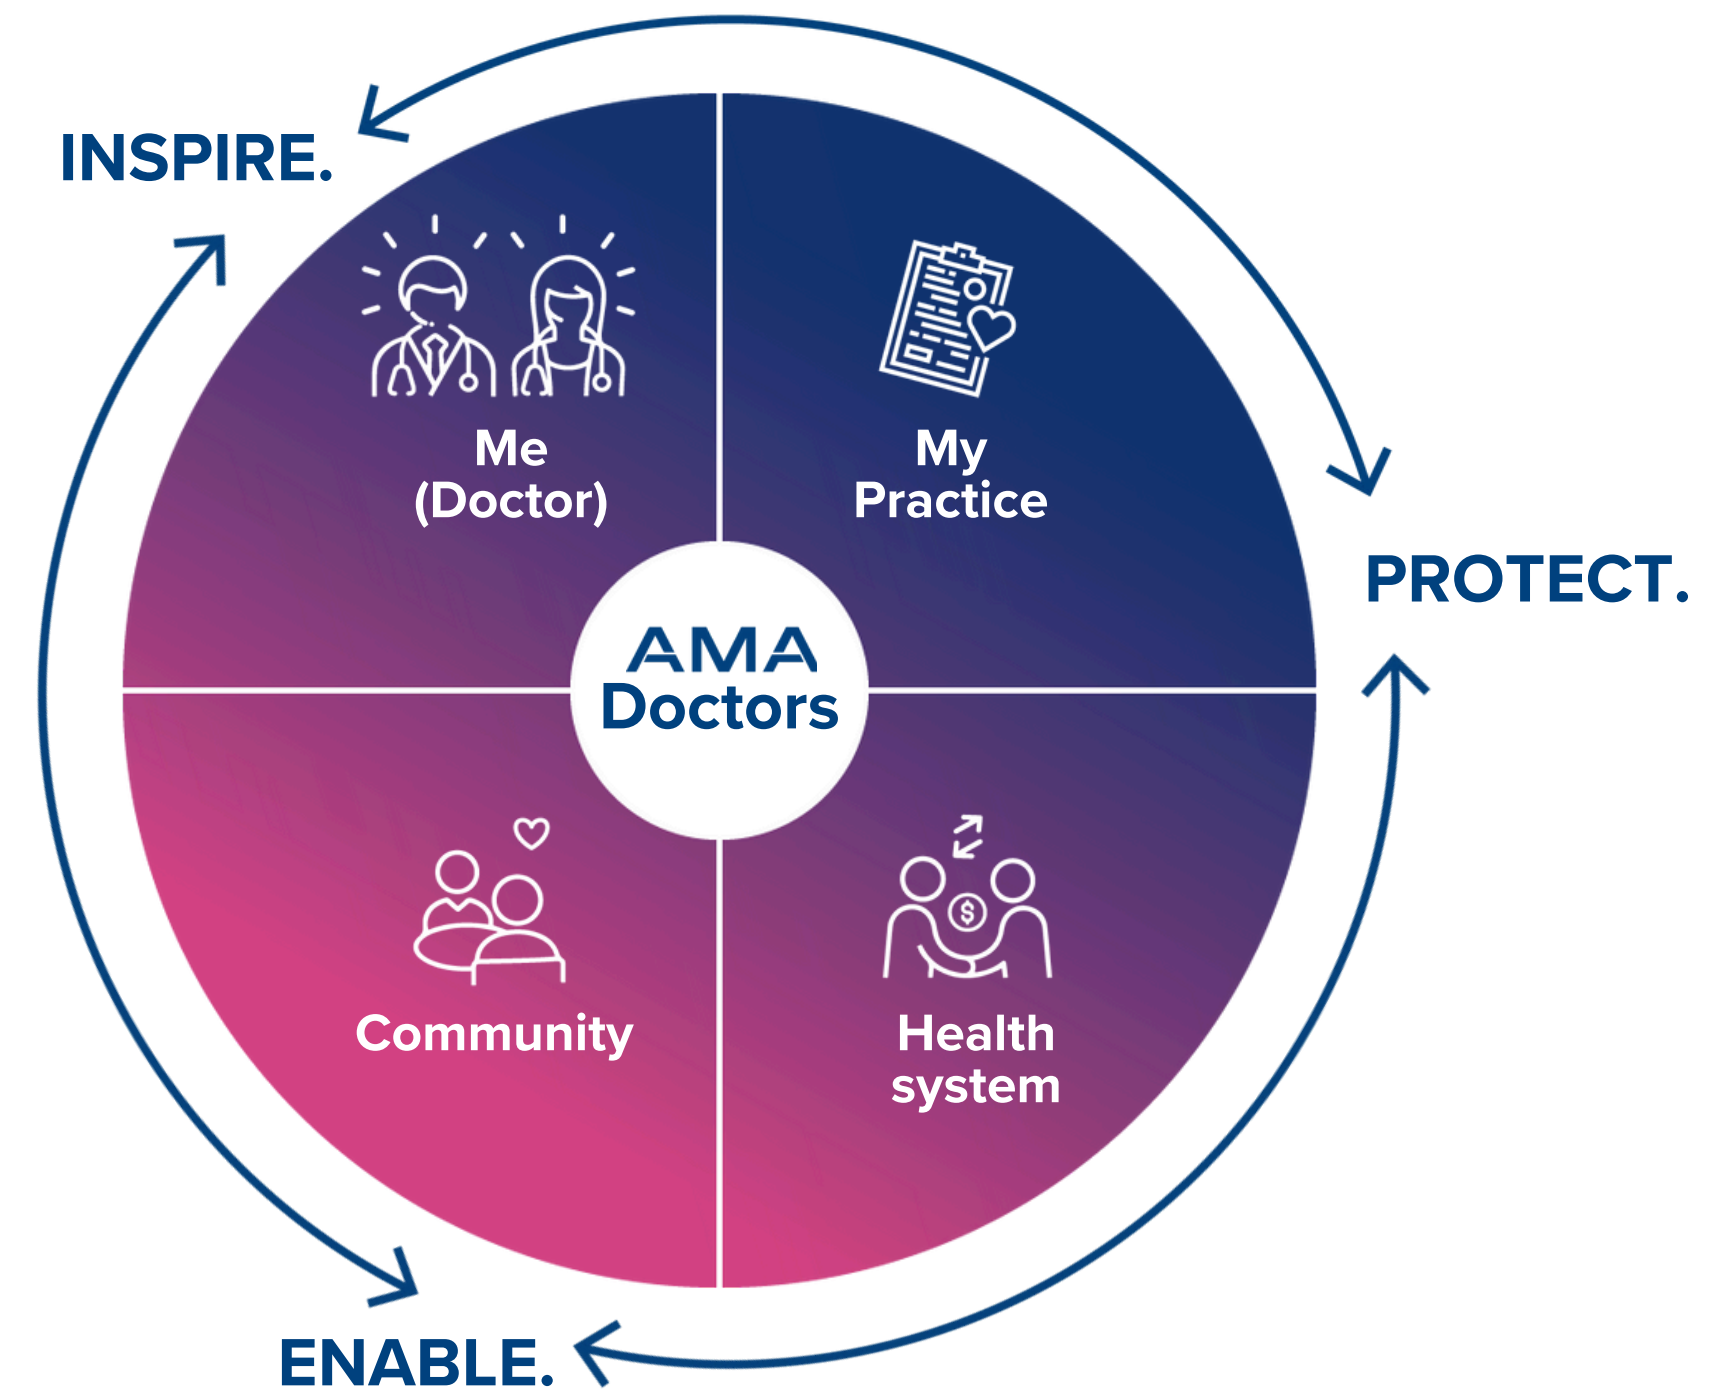 INSPIRE.
Me
(Doctor)
My
Practice
PROTECT.
AMA
Doctors
$
Community
Health
system
ENABLE.